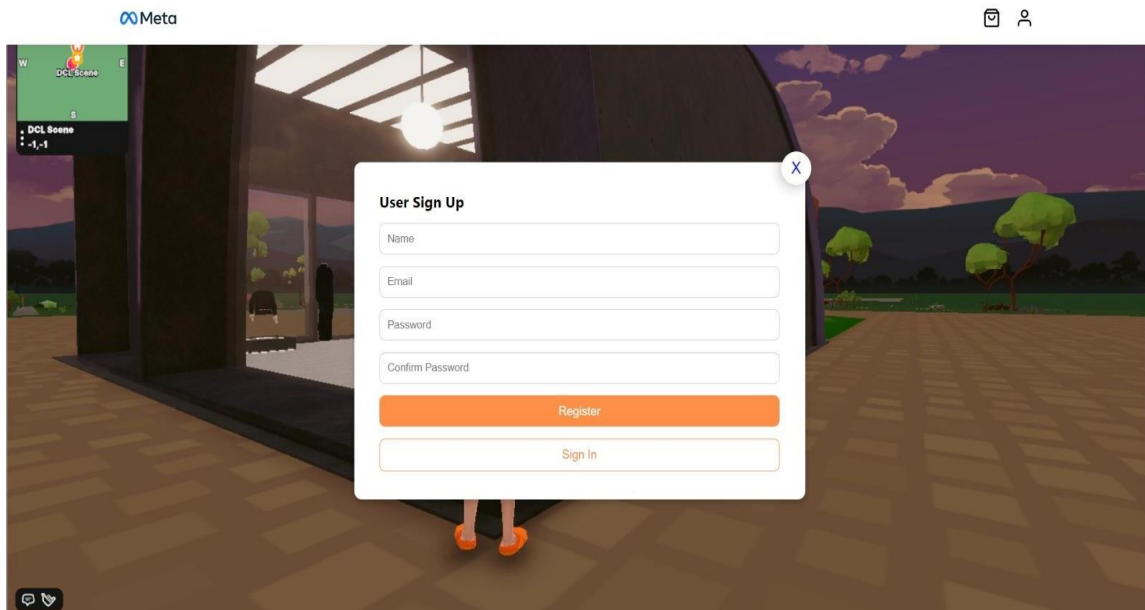 Meta
W
N
E
DCL Scene
S
DCL Scene
-1,-1
X
User Sign Up
Name
Email
Password
Confirm Password
Register
Sign In